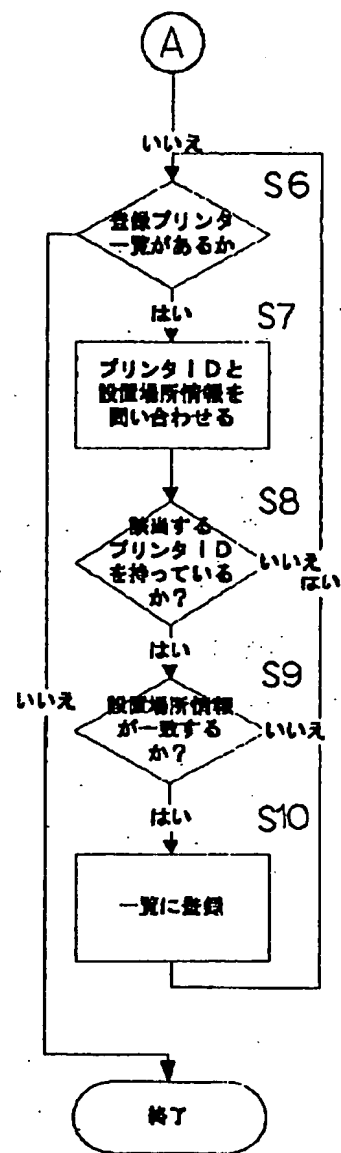 A
いいえ
S6
登録プリンタ
一覧があるか
はい
S7
プリンタIDと
設置場所情報を
問い合わせる
S8
該当する
プリンタID
を持っている
か?
いいえ
はい
はい
S9
設置場所情報
が一致する
か?
いいえ
いいえ
はい
S10
一覧に登録
終了